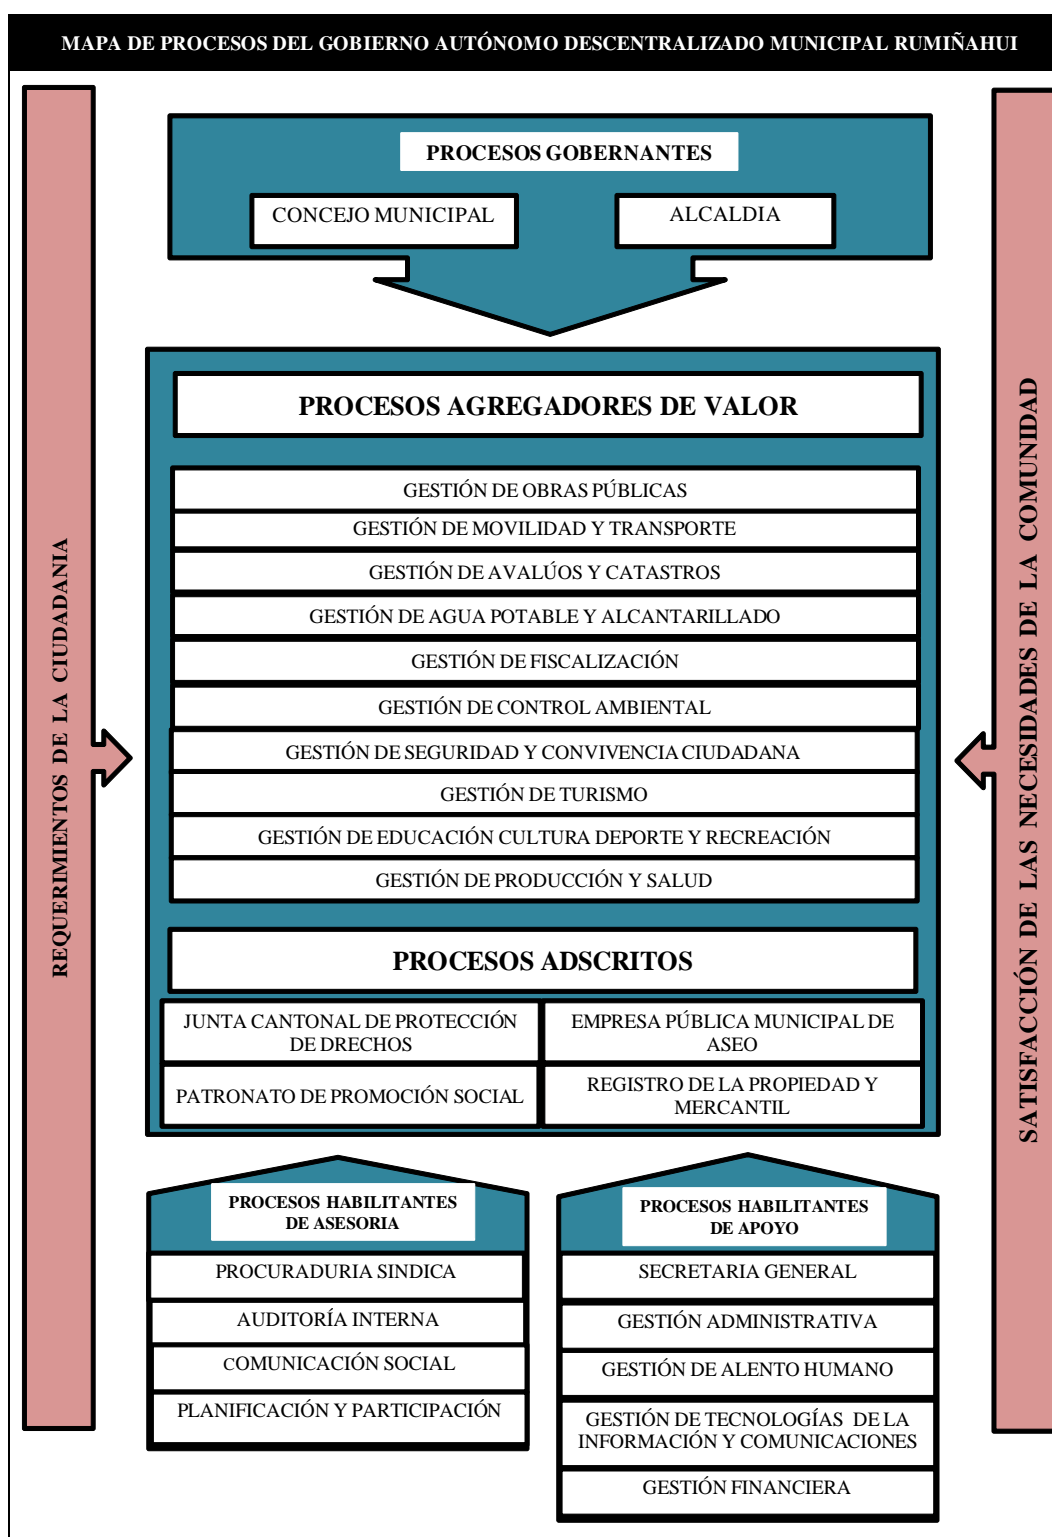 MAPA DE PROCESOS DEL GOBIERNO AUTÓNOMO DESCENTRALIZADO MUNICIPAL RUMIÑAHUI
REQUERIMIENTOS DE LA CIUDADANIA
PROCESOS GOBERNANTES
CONCEJO MUNICIPAL
ALCALDIA
PROCESOS AGREGADORES DE VALOR
GESTIÓN DE OBRAS PÚBLICAS
GESTIÓN DE MOVILIDAD Y TRANSPORTE
GESTIÓN DE AVALÚOS Y CATASTROS
GESTIÓN DE AGUA POTABLE Y ALCANTARILLADO
GESTIÓN DE FISCALIZACIÓN
GESTIÓN DE CONTROL AMBIENTAL
GESTIÓN DE SEGURIDAD Y CONVIVENCIA CIUDADANA
GESTIÓN DE TURISMO
GESTIÓN DE EDUCACIÓN CULTURA DEPORTE Y RECREACIÓN
GESTIÓN DE PRODUCCIÓN Y SALUD
PROCESOS ADSCRITOS
JUNTA CANTONAL DE PROTECCIÓN
DE DRECHOS
EMPRESA PÚBLICA MUNICIPAL DE
ASEO
PATRONATO DE PROMOCIÓN SOCIAL
REGISTRO DE LA PROPIEDAD Y
MERCANTIL
PROCESOS HABILITANTES
DE ASESORIA
PROCURADURIA SINDICA
AUDITORÍA INTERNA
COMUNICACIÓN SOCIAL
PLANIFICACIÓN Y PARTICIPACIÓN
PROCESOS HABILITANTES
DE APOYO
SECRETARIA GENERAL
GESTIÓN ADMINISTRATIVA
GESTIÓN DE ALENTO HUMANO
GESTIÓN DE TECNOLOGÍAS DE LA
INFORMACIÓN Y COMUNICACIONES
GESTIÓN FINANCIERA
SATISFACCIÓN DE LAS NECESIDADES DE LA COMUNIDAD